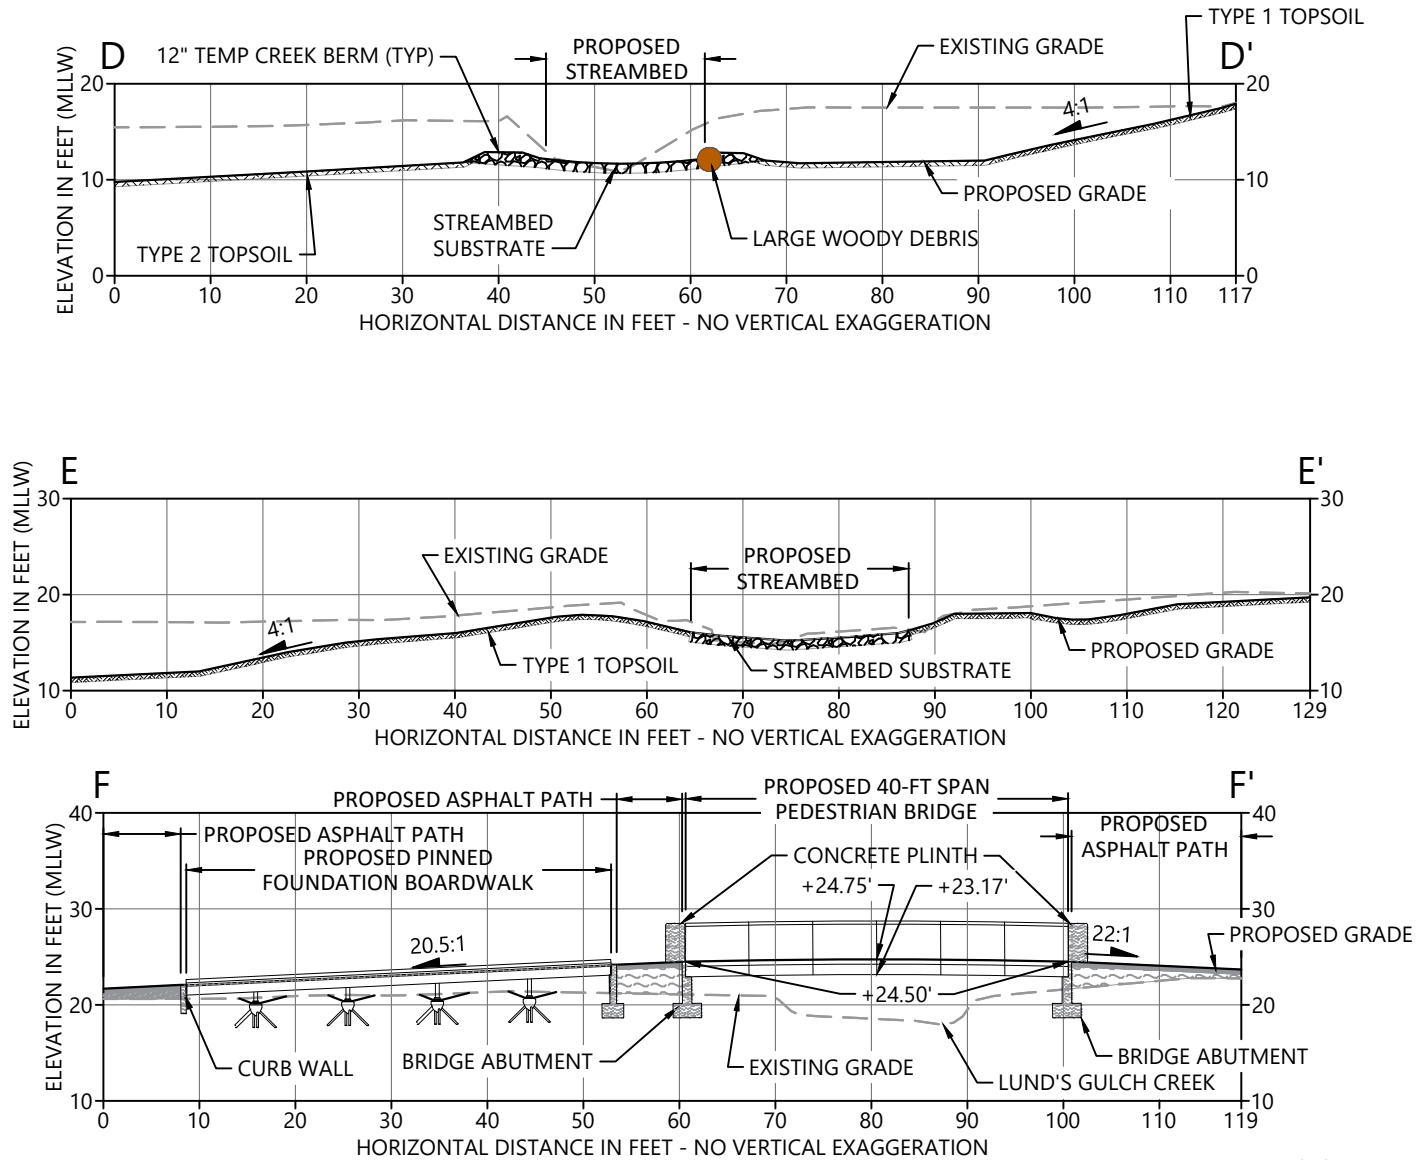 TYPE 1 TOPSOIL
D
12" TEMP CREEK BERM (TYP)
PROPOSED
STREAMBED
EXISTING GRADE
D'
ELEVATION IN FEET (MLLW)
20
10
0
4:1
20
10
0
PROPOSED GRADE
STREAMBED
SUBSTRATE
LARGE WOODY DEBRIS
TYPE 2 TOPSOIL
0 10 20 30 40 50 60 70 80 90 100 110 117
HORIZONTAL DISTANCE IN FEET - NO VERTICAL EXAGGERATION
E
E'
ELEVATION IN FEET (MLLW)
30
20
10
30
20
10
EXISTING GRADE
PROPOSED
STREAMBED
4:1
TYPE 1 TOPSOIL
STREAMBED SUBSTRATE
PROPOSED GRADE
0 10 20 30 40 50 60 70 80 90 100 110 120 129
HORIZONTAL DISTANCE IN FEET - NO VERTICAL EXAGGERATION
F
F'
ELEVATION IN FEET (MLLW)
40
30
20
10
40
30
20
10
PROPOSED ASPHALT PATH
PROPOSED 40-FT SPAN
PEDESTRIAN BRIDGE
PROPOSED ASPHALT PATH
PROPOSED
ASPHALT PATH
PROPOSED PINNED
FOUNDATION BOARDWALK
CONCRETE PLINTH
+24.75'
+23.17'
20.5:1
22:1
PROPOSED GRADE
+24.50'
CURB WALL
BRIDGE ABUTMENT
EXISTING GRADE
BRIDGE ABUTMENT
LUND'S GULCH CREEK
0 10 20 30 40 50 60 70 80 90 100 110 119
HORIZONTAL DISTANCE IN FEET - NO VERTICAL EXAGGERATION